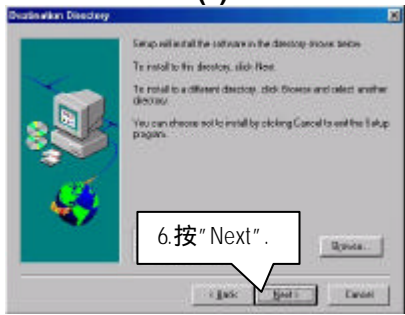 Destination Directory
Setup will install the software in the directory shown below.
To install to this directory, click Next.
To install to a different directory, click Browse and select another
directory.
You can choose not to install by clicking Cancel to exit the Setup
program.
6.按"Next".
Browse...
< Back
Next >
Cancel